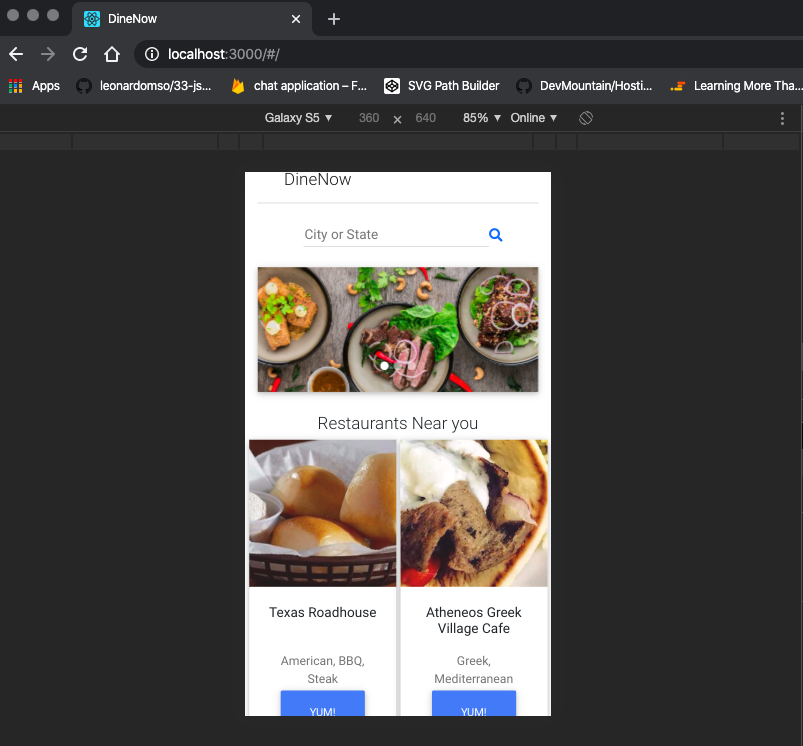 DineNow
localhost:3000/#/
Apps
leonardomso/33-js...
chat application – F...
SVG Path Builder
DevMountain/Hosti...
Learning More Tha...
Galaxy S5 ▼ 360 × 640 85% ▼ Online ▼
DineNow
City or State
Restaurants Near you
Texas Roadhouse
American, BBQ,
Steak
YUM!
Atheneos Greek
Village Cafe
Greek,
Mediterranean
YUM!